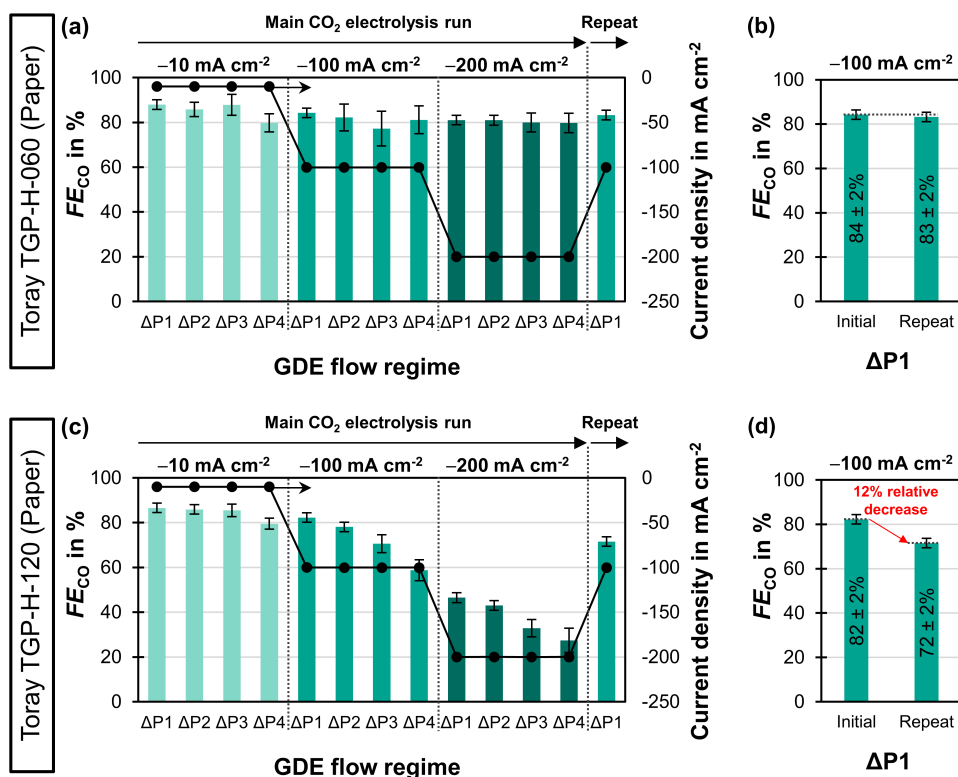 Toray TGP-H-060 (Paper)
(a)
Main CO₂ electrolysis run
Repeat
–10 mA cm⁻²
–100 mA cm⁻²
–200 mA cm⁻²
FE_CO in %
100
80
60
40
20
0
0
-50
-100
-150
-200
-250
Current density in mA cm⁻²
ΔP1 ΔP2 ΔP3 ΔP4 ΔP1 ΔP2 ΔP3 ΔP4 ΔP1 ΔP2 ΔP3 ΔP4 ΔP1
GDE flow regime
(b)
–100 mA cm⁻²
FE_CO in %
100
80
60
40
20
0
84 ± 2%
83 ± 2%
Initial Repeat
ΔP1
Toray TGP-H-120 (Paper)
(c)
Main CO₂ electrolysis run
Repeat
–10 mA cm⁻²
–100 mA cm⁻²
–200 mA cm⁻²
FE_CO in %
100
80
60
40
20
0
0
-50
-100
-150
-200
-250
Current density in mA cm⁻²
ΔP1 ΔP2 ΔP3 ΔP4 ΔP1 ΔP2 ΔP3 ΔP4 ΔP1 ΔP2 ΔP3 ΔP4 ΔP1
GDE flow regime
(d)
–100 mA cm⁻²
12% relative
decrease
FE_CO in %
100
80
60
40
20
0
82 ± 2%
72 ± 2%
Initial Repeat
ΔP1